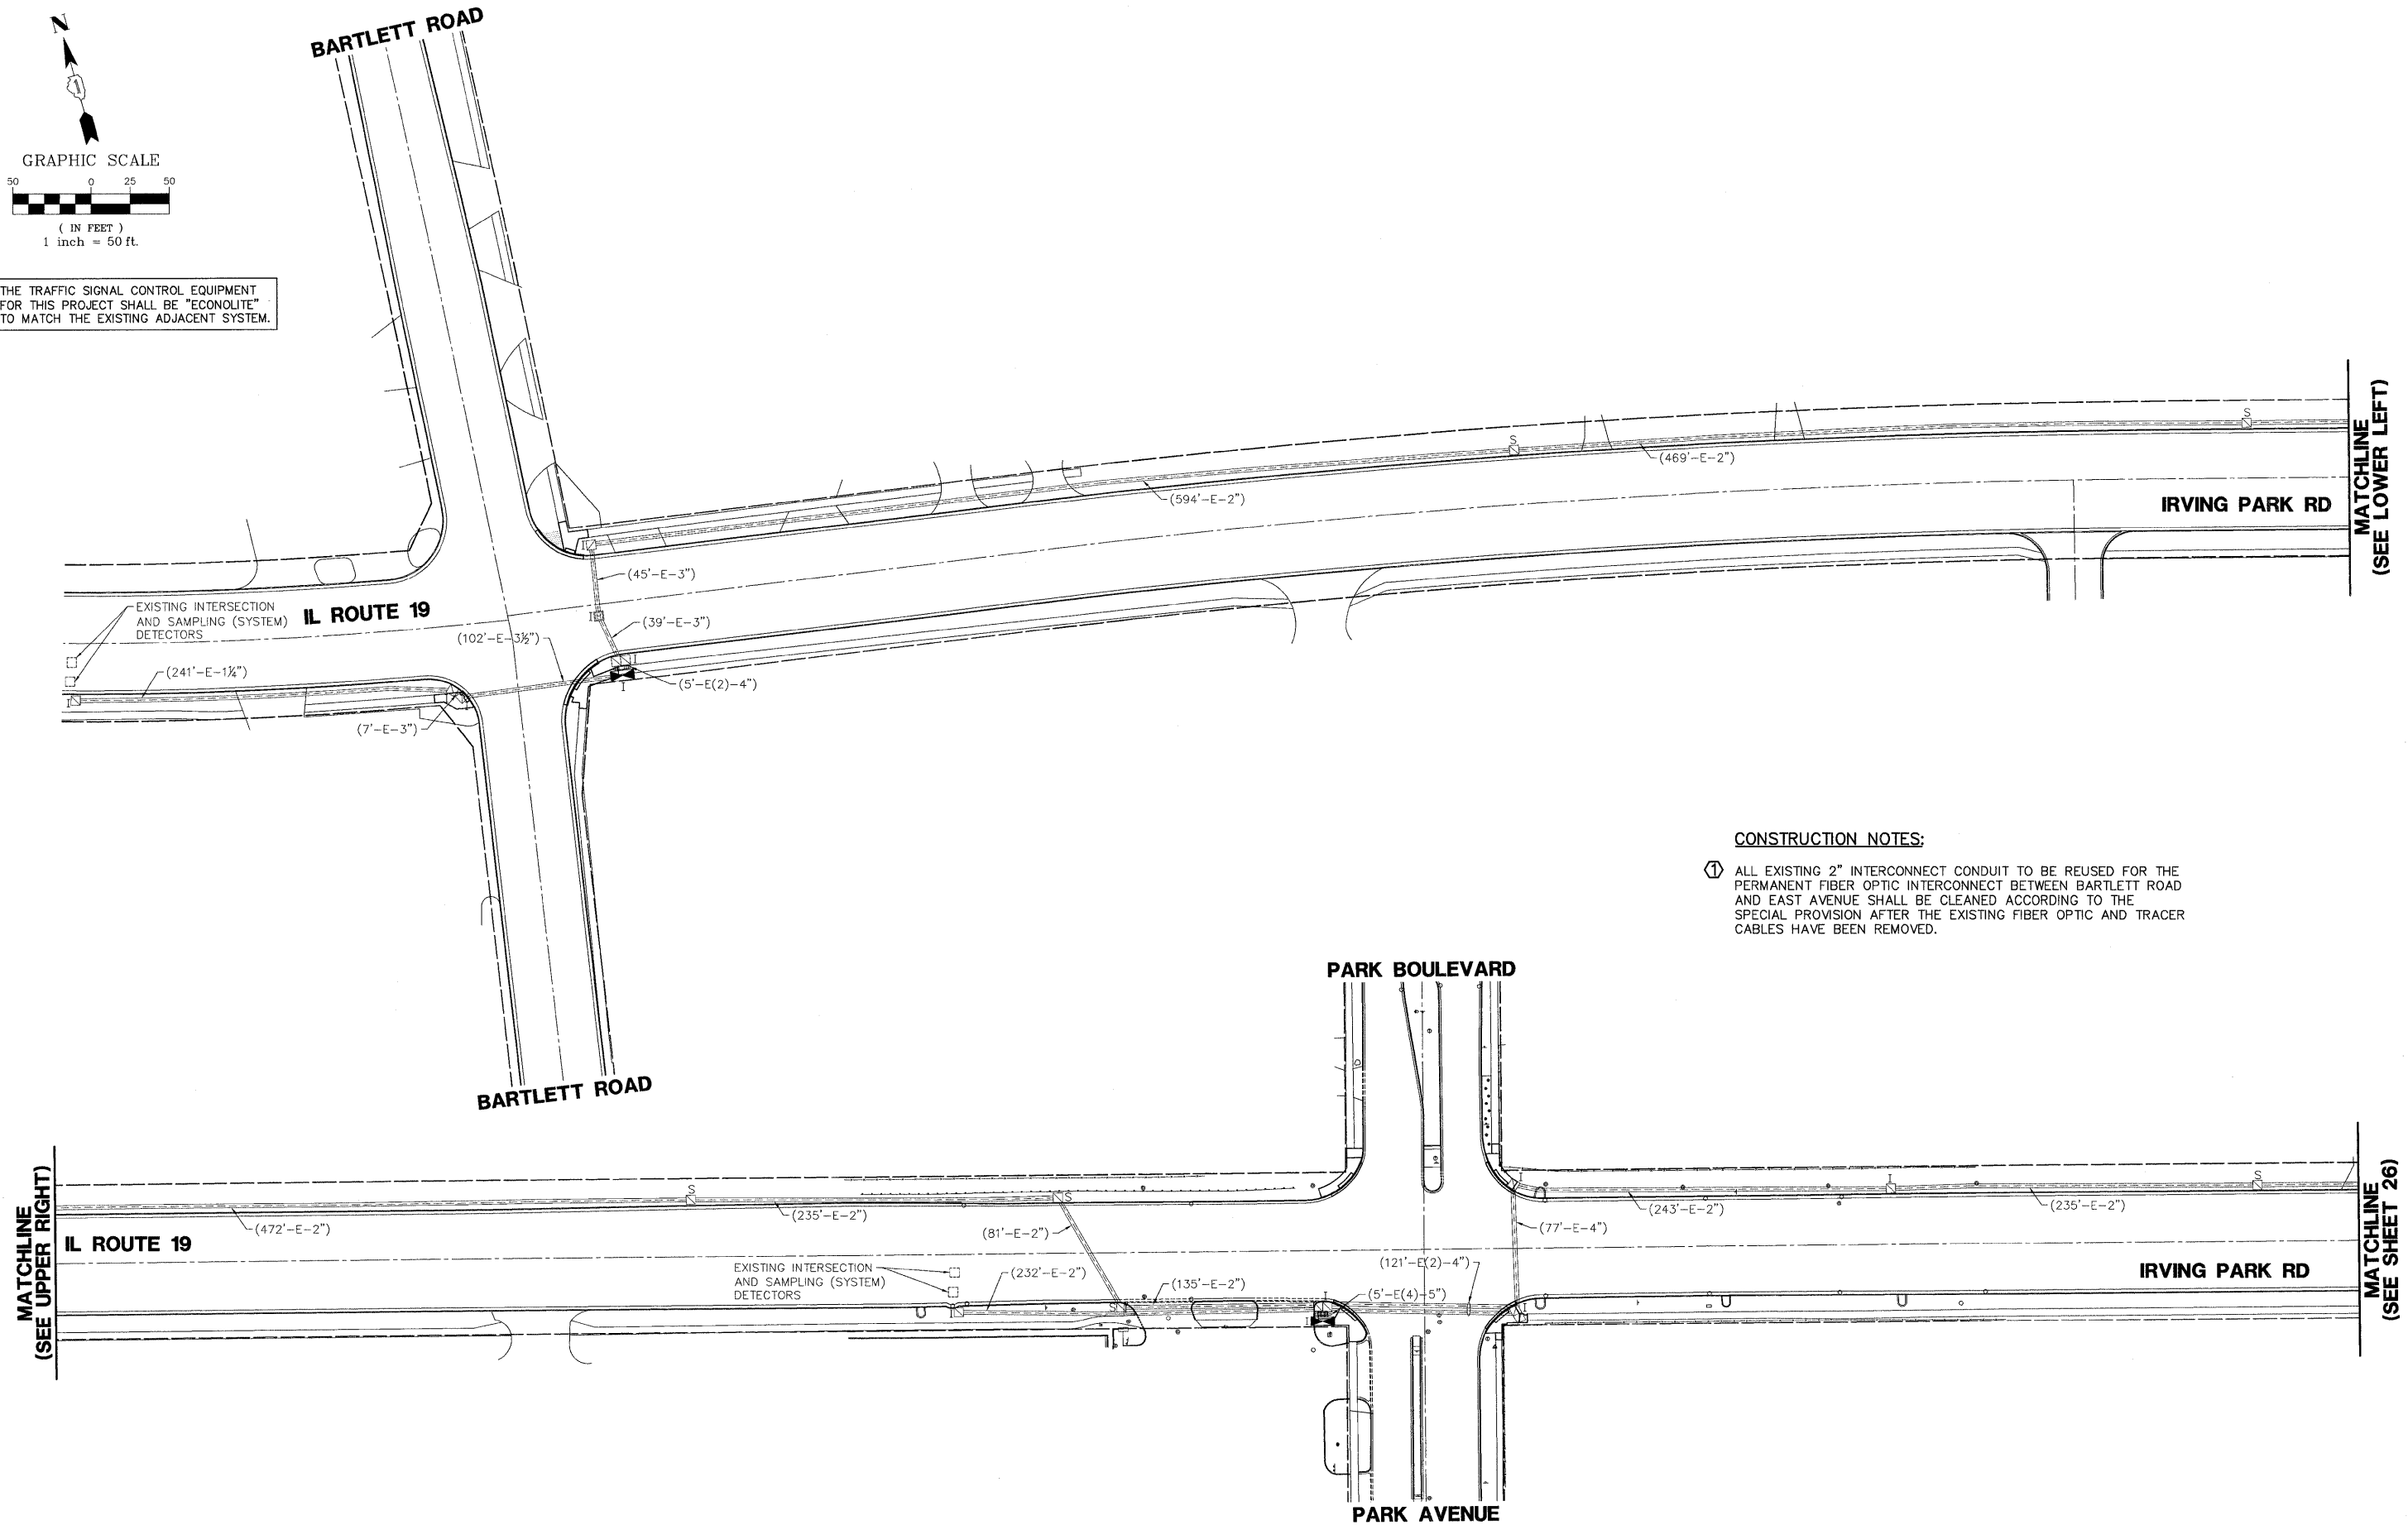 BARTLETT ROAD
N
GRAPHIC SCALE
50 0 25 50
( IN FEET )
1 inch = 50 ft.
THE TRAFFIC SIGNAL CONTROL EQUIPMENT
FOR THIS PROJECT SHALL BE "ECONOLITE"
TO MATCH THE EXISTING ADJACENT SYSTEM.
MATCHLINE
(SEE LOWER LEFT)
S
S
(469'-E-2")
(594'-E-2")
IRVING PARK RD
I
(45'-E-3")
EXISTING INTERSECTION
AND SAMPLING (SYSTEM)
DETECTORS
IL ROUTE 19
I
(39'-E-3")
(102'-E-3½")
(241'-E-1¼")
I
I
(5'-E(2)-4")
I
I
(7'-E-3")
CONSTRUCTION NOTES:
1 ALL EXISTING 2" INTERCONNECT CONDUIT TO BE REUSED FOR THE
PERMANENT FIBER OPTIC INTERCONNECT BETWEEN BARTLETT ROAD
AND EAST AVENUE SHALL BE CLEANED ACCORDING TO THE
SPECIAL PROVISION AFTER THE EXISTING FIBER OPTIC AND TRACER
CABLES HAVE BEEN REMOVED.
PARK BOULEVARD
BARTLETT ROAD
MATCHLINE
(SEE UPPER RIGHT)
S
S
I
I
S
(472'-E-2")
(235'-E-2")
(81'-E-2")
(243'-E-2")
(235'-E-2")
(77'-E-4")
IL ROUTE 19
EXISTING INTERSECTION
AND SAMPLING (SYSTEM)
DETECTORS
(232'-E-2")
(135'-E-2")
(121'-E(2)-4")
(5'-E(4)-5")
IRVING PARK RD
I
S
I
I
I
MATCHLINE
(SEE SHEET 26)
PARK AVENUE